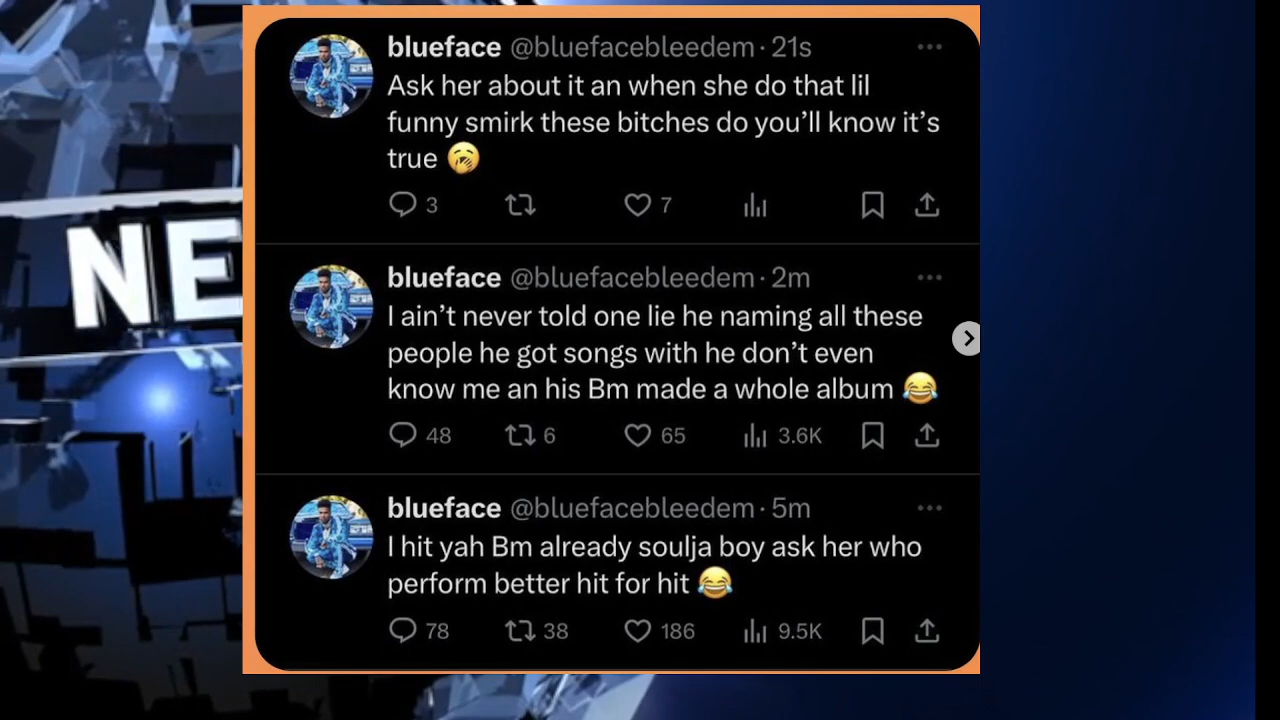 blueface @bluefacebleedem · 21s
Ask her about it an when she do that lil
funny smirk these bitches do you'll know it's
true 🥱
3 7
blueface @bluefacebleedem · 2m
I ain't never told one lie he naming all these
people he got songs with he don't even
know me an his Bm made a whole album 😂
48 6 65 3.6K
blueface @bluefacebleedem · 5m
I hit yah Bm already soulja boy ask her who
perform better hit for hit 😂
78 38 186 9.5K
NE